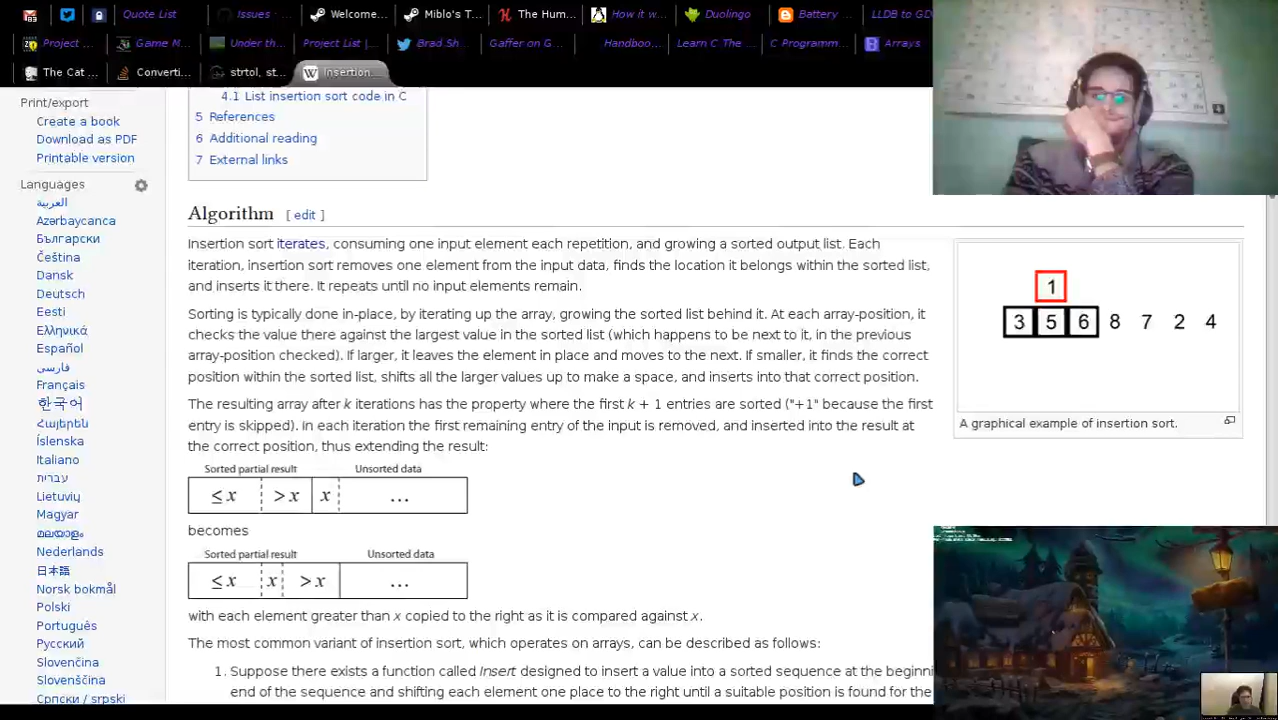 Quote List
Issues ·
Welcome...
Miblo's T...
The Hum...
How it w...
Duolingo
Battery ...
LLDB to GD
Project ...
Game M...
Under th...
Project List |...
Brad Sh...
Gaffer on G...
Handboo...
Learn C The ...
C Programm...
Arrays
The Cat ...
Converti...
strtol, st...
Insertion...
Print/export
Create a book
Download as PDF
Printable version
Languages
العربية
Azərbaycanca
Български
Čeština
Dansk
Deutsch
Eesti
Ελληνικά
Español
فارسی
Français
한국어
Հայերեն
Íslenska
Italiano
עברית
Lietuvių
Magyar
മലയാളം
Nederlands
日本語
Norsk bokmål
Polski
Português
Русский
Slovenčina
Slovenščina
Српски / srpski
4.1 List insertion sort code in C
5 References
6 Additional reading
7 External links
Algorithm [ edit ]
Insertion sort iterates, consuming one input element each repetition, and growing a sorted output list. Each
iteration, insertion sort removes one element from the input data, finds the location it belongs within the sorted list,
and inserts it there. It repeats until no input elements remain.
Sorting is typically done in-place, by iterating up the array, growing the sorted list behind it. At each array-position, it
checks the value there against the largest value in the sorted list (which happens to be next to it, in the previous
array-position checked). If larger, it leaves the element in place and moves to the next. If smaller, it finds the correct
position within the sorted list, shifts all the larger values up to make a space, and inserts into that correct position.
The resulting array after k iterations has the property where the first k + 1 entries are sorted ("+1" because the first
entry is skipped). In each iteration the first remaining entry of the input is removed, and inserted into the result at
the correct position, thus extending the result:
Sorted partial result Unsorted data
≤ x > x x ...
becomes
Sorted partial result Unsorted data
≤ x x > x ...
with each element greater than x copied to the right as it is compared against x.
The most common variant of insertion sort, which operates on arrays, can be described as follows:
1. Suppose there exists a function called Insert designed to insert a value into a sorted sequence at the beginni
end of the sequence and shifting each element one place to the right until a suitable position is found for the
1
3 5 6 8 7 2 4
A graphical example of insertion sort.